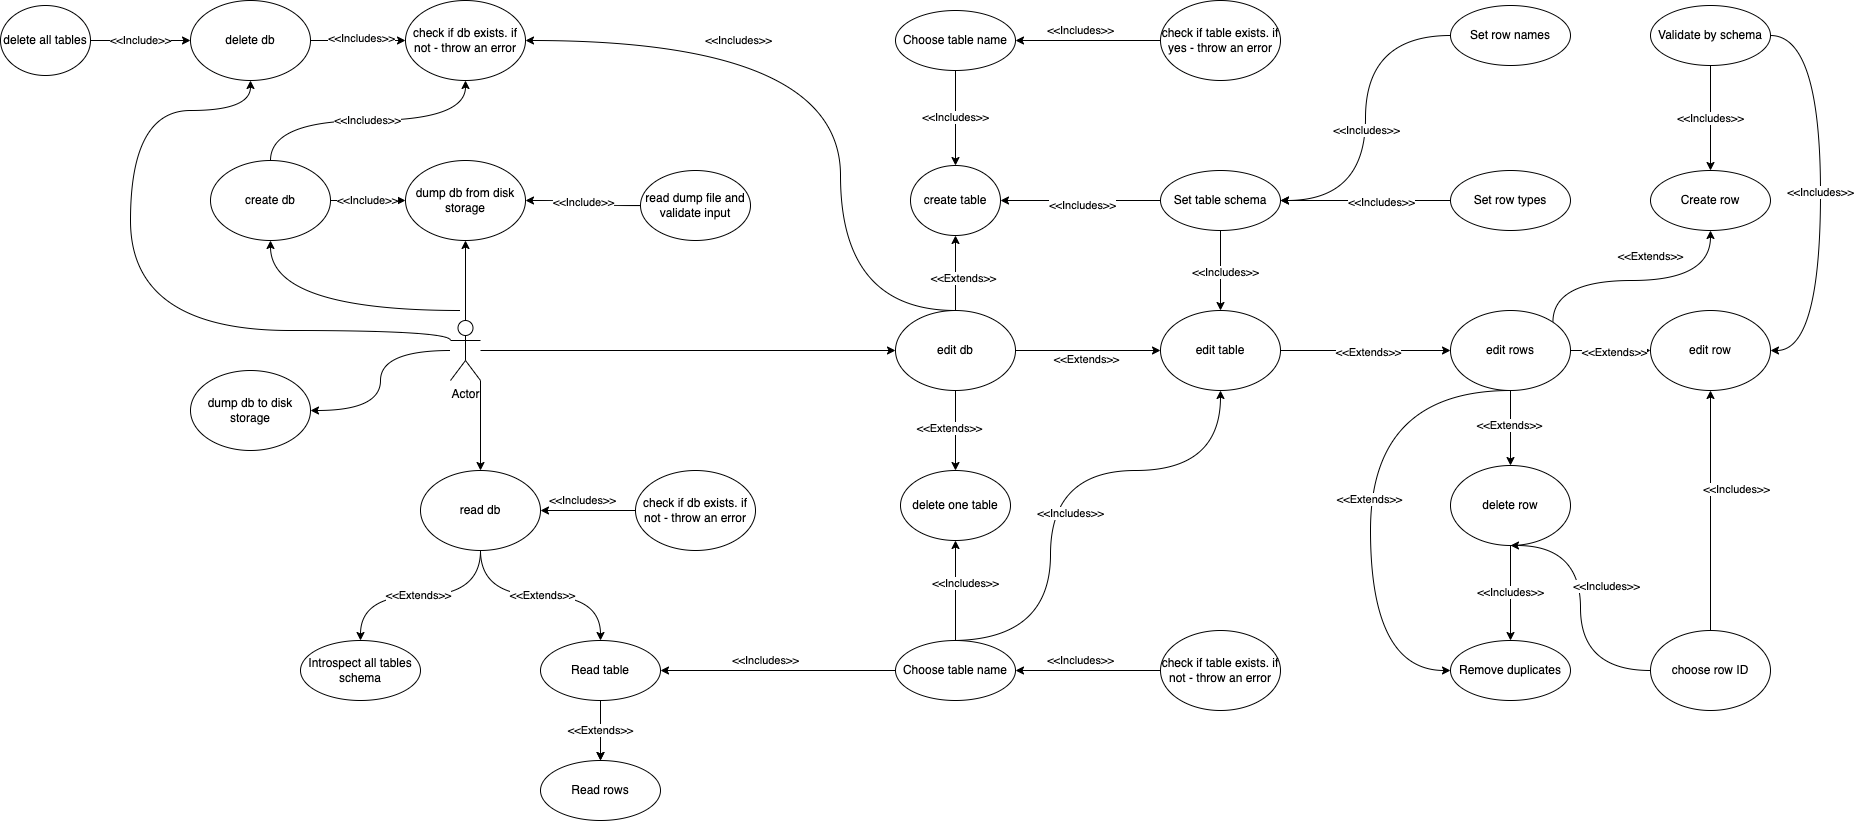 delete all tables
<<Include>>
delete db
<<Includes>>
check if db exists. if
not - throw an error
<<Includes>>
Choose table name
<<Includes>>
check if table exists. if
yes - throw an error
Set row names
Validate by schema
<<Includes>>
<<Includes>>
<<Includes>>
<<Includes>>
create db
<<Include>>
dump db from disk
storage
<<Include>>
read dump file and
validate input
create table
<<Includes>>
Set table schema
<<Includes>>
Set row types
Create row
<<Includes>>
<<Extends>>
<<Includes>>
<<Extends>>
Actor
edit db
<<Extends>>
edit table
<<Extends>>
edit rows
<<Extends>>
edit row
dump db to disk
storage
<<Extends>>
<<Extends>>
read db
<<Includes>>
check if db exists. if
not - throw an error
delete one table
<<Includes>>
<<Extends>>
delete row
<<Includes>>
<<Extends>>
<<Extends>>
<<Includes>>
<<Includes>>
<<Includes>>
Introspect all tables
schema
Read table
<<Includes>>
Choose table name
<<Includes>>
check if table exists. if
not - throw an error
Remove duplicates
choose row ID
<<Extends>>
Read rows